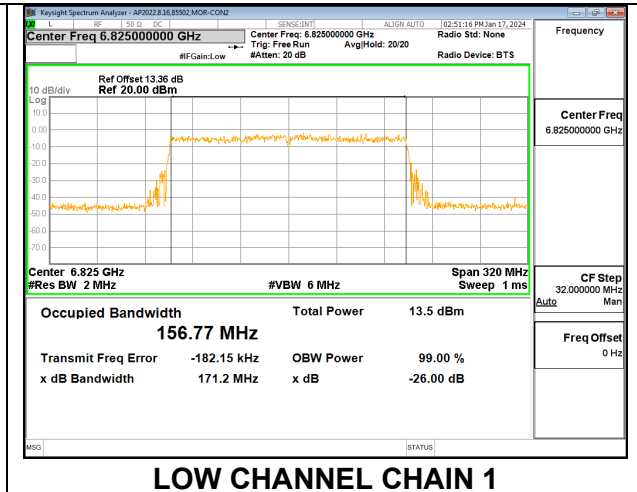 Keysight Spectrum Analyzer - AP2022.8.16,85502,MOR-CON2
LXI L RF 50 Ω DC SENSE:INT ALIGN AUTO 02:51:16 PM Jan 17, 2024
Center Freq 6.825000000 GHz
Center Freq: 6.825000000 GHz
Radio Std: None
Frequency
Trig: Free Run Avg|Hold: 20/20
#IFGain:Low #Atten: 20 dB Radio Device: BTS
Ref Offset 13.36 dB
10 dB/div Ref 20.00 dBm
Log
10.0
0.00
-10.0
-20.0
-30.0
-40.0
-50.0
-60.0
-70.0
Center Freq
6.825000000 GHz
Center 6.825 GHz Span 320 MHz
#Res BW 2 MHz #VBW 6 MHz Sweep 1 ms
CF Step
32.000000 MHz
Auto Man
Occupied Bandwidth Total Power 13.5 dBm
156.77 MHz
Freq Offset
0 Hz
Transmit Freq Error -182.15 kHz OBW Power 99.00 %
x dB Bandwidth 171.2 MHz x dB -26.00 dB
MSG STATUS
LOW CHANNEL CHAIN 1